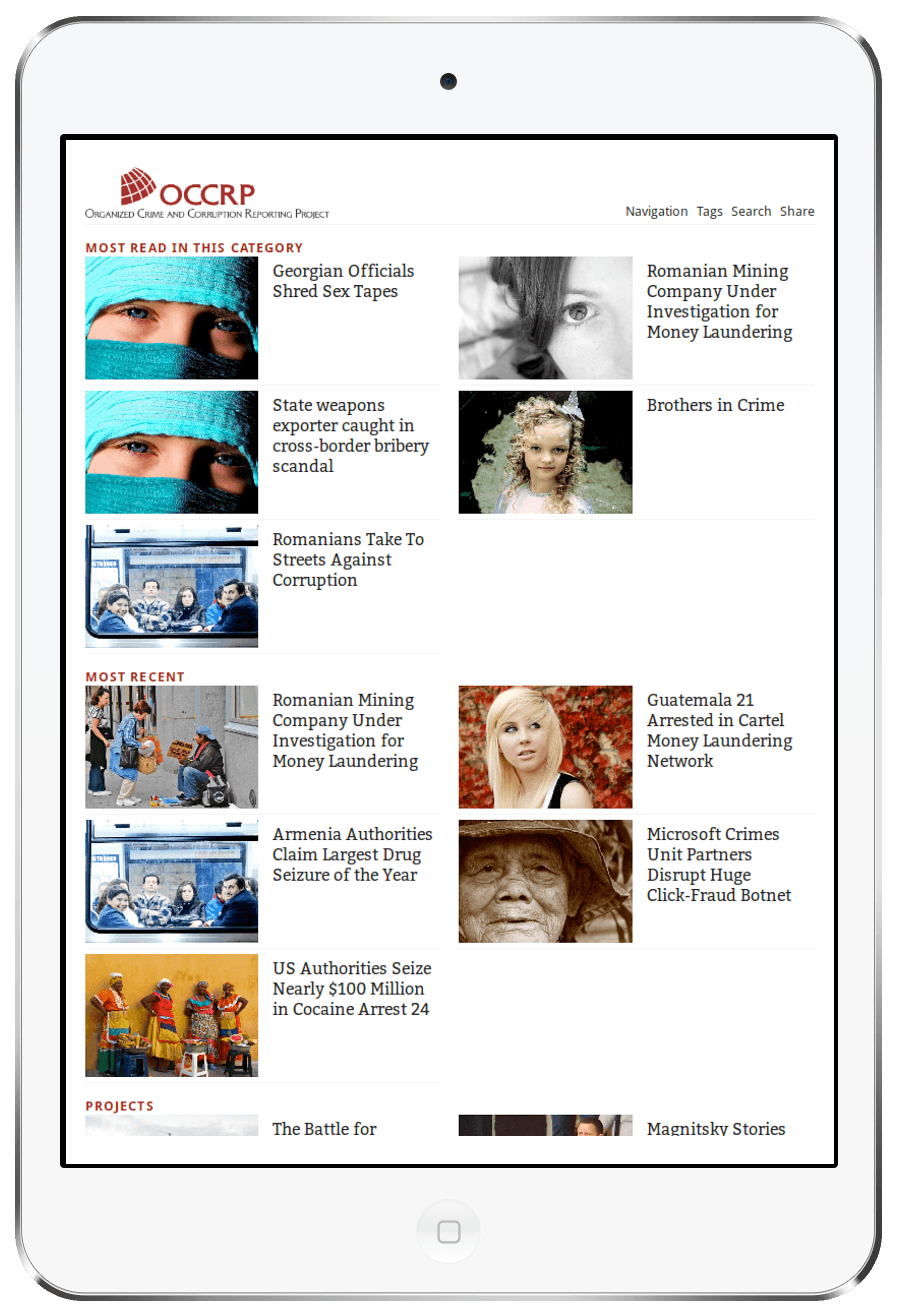 OCCRP
ORGANIZED CRIME AND CORRUPTION REPORTING PROJECT
Navigation Tags Search Share
MOST READ IN THIS CATEGORY
Georgian Officials
Shred Sex Tapes
Romanian Mining
Company Under
Investigation for
Money Laundering
State weapons
exporter caught in
cross-border bribery
scandal
Brothers in Crime
Romanians Take To
Streets Against
Corruption
MOST RECENT
Romanian Mining
Company Under
Investigation for
Money Laundering
Guatemala 21
Arrested in Cartel
Money Laundering
Network
Armenia Authorities
Claim Largest Drug
Seizure of the Year
Microsoft Crimes
Unit Partners
Disrupt Huge
Click-Fraud Botnet
US Authorities Seize
Nearly $100 Million
in Cocaine Arrest 24
PROJECTS
The Battle for
Magnitsky Stories